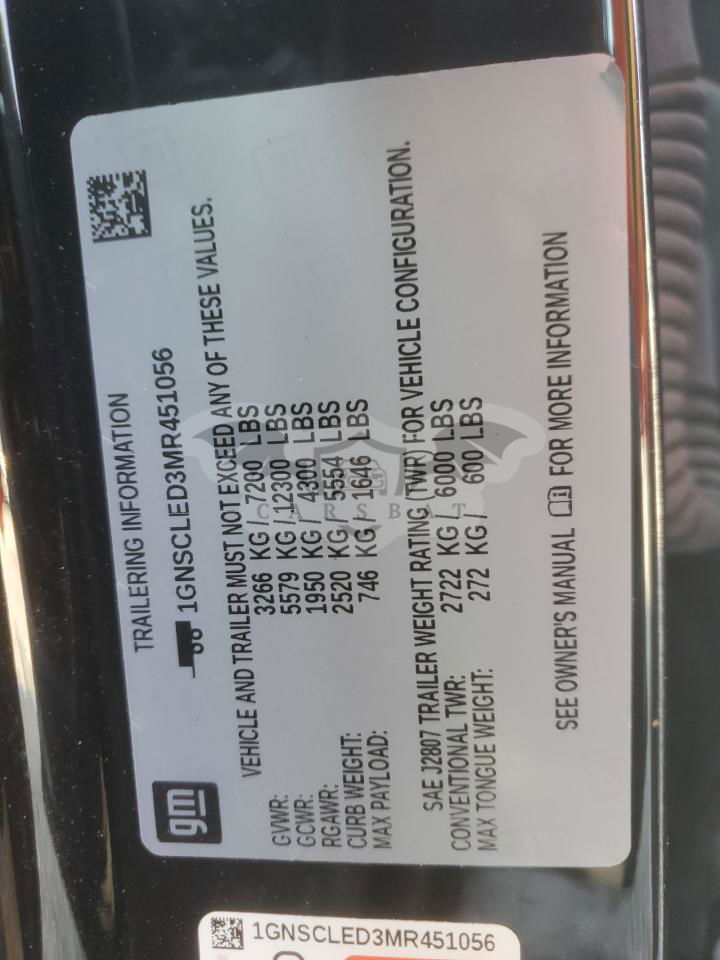 TRAILERING INFORMATION
gm
1GNSCLED3MR451056
VEHICLE AND TRAILER MUST NOT EXCEED ANY OF THESE VALUES.
GVWR: 3266 KG / 7200 LBS
GCWR: 5579 KG / 12300 LBS
RGAWR: 1950 KG / 4300 LBS
CURB WEIGHT: 2520 KG / 5554 LBS
MAX PAYLOAD: 746 KG / 1646 LBS
CARSBAT
SAE J2807 TRAILER WEIGHT RATING (TWR) FOR VEHICLE CONFIGURATION.
CONVENTIONAL TWR: 2722 KG / 6000 LBS
MAX TONGUE WEIGHT: 272 KG / 600 LBS
SEE OWNER'S MANUAL FOR MORE INFORMATION
1GNSCLED3MR451056